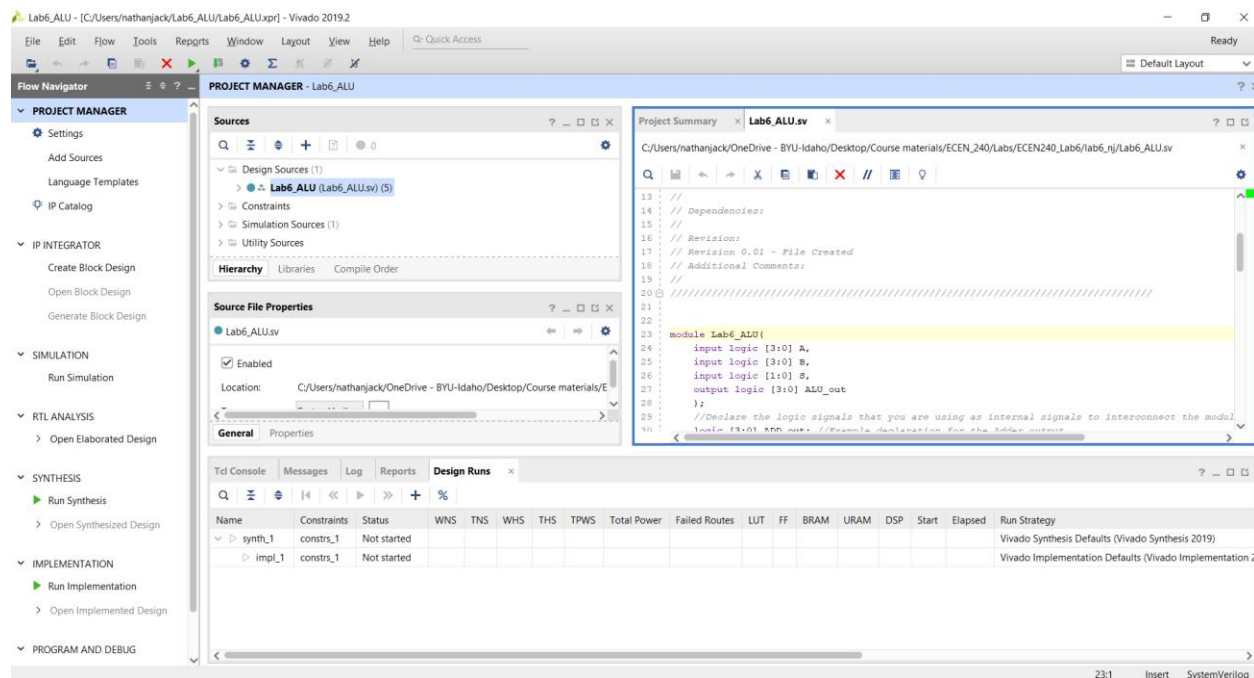 Lab6_ALU - [C:/Users/nathanjack/Lab6_ALU/Lab6_ALU.xpr] - Vivado 2019.2
File Edit Flow Tools Reports Window Layout View Help Quick Access
Ready
Default Layout
Flow Navigator
PROJECT MANAGER
Settings
Add Sources
Language Templates
IP Catalog
IP INTEGRATOR
Create Block Design
Open Block Design
Generate Block Design
SIMULATION
Run Simulation
RTL ANALYSIS
Open Elaborated Design
SYNTHESIS
Run Synthesis
Open Synthesized Design
IMPLEMENTATION
Run Implementation
Open Implemented Design
PROGRAM AND DEBUG
PROJECT MANAGER - Lab6_ALU
Sources
0
Design Sources (1)
Lab6_ALU (Lab6_ALU.sv) (5)
Constraints
Simulation Sources (1)
Utility Sources
Hierarchy Libraries Compile Order
Source File Properties
Lab6_ALU.sv
Enabled
Location: C:/Users/nathanjack/OneDrive - BYU-Idaho/Desktop/Course materials/E
General Properties
Project Summary Lab6_ALU.sv
C:/Users/nathanjack/OneDrive - BYU-Idaho/Desktop/Course materials/ECEN_240/Labs/ECEN240_Lab6/lab6_nj/Lab6_ALU.sv
13 //
14 // Dependencies:
15 //
16 // Revision:
17 // Revision 0.01 - File Created
18 // Additional Comments:
19 //
20 //////////////////////////////////////////////////////////////////////////////////
21
22
23 module Lab6_ALU(
24 input logic [3:0] A,
25 input logic [3:0] B,
26 input logic [1:0] S,
27 output logic [3:0] ALU_out
28 );
29 //Declare the logic signals that you are using as internal signals to interconnect the modul
30 logic [3:0] ADD_out; //Example declaration for the Adder output
Tcl Console Messages Log Reports Design Runs
Name Constraints Status WNS TNS WHS THS TPWS Total Power Failed Routes LUT FF BRAM URAM DSP Start Elapsed Run Strategy
synth_1 constrs_1 Not started Vivado Synthesis Defaults (Vivado Synthesis 2019)
impl_1 constrs_1 Not started Vivado Implementation Defaults (Vivado Implementation 2
23:1 Insert SystemVerilog